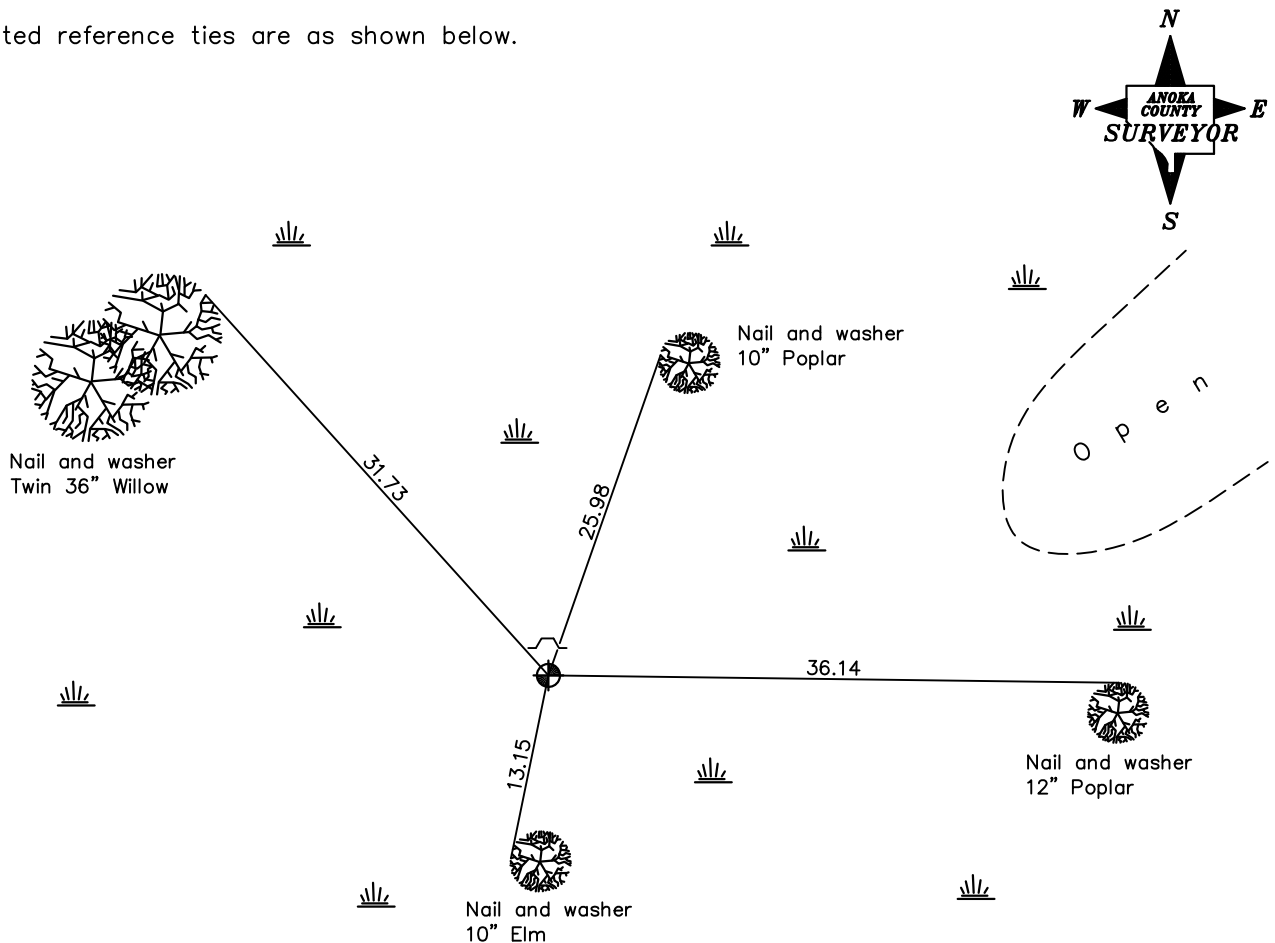 ted reference ties are as shown below.
N
W
ANOKA
COUNTY
SURVEYOR
E
S
Nail and washer
10" Poplar
O p e n
Nail and washer
Twin 36" Willow
31.73
25.98
36.14
13.15
Nail and washer
12" Poplar
Nail and washer
10" Elm